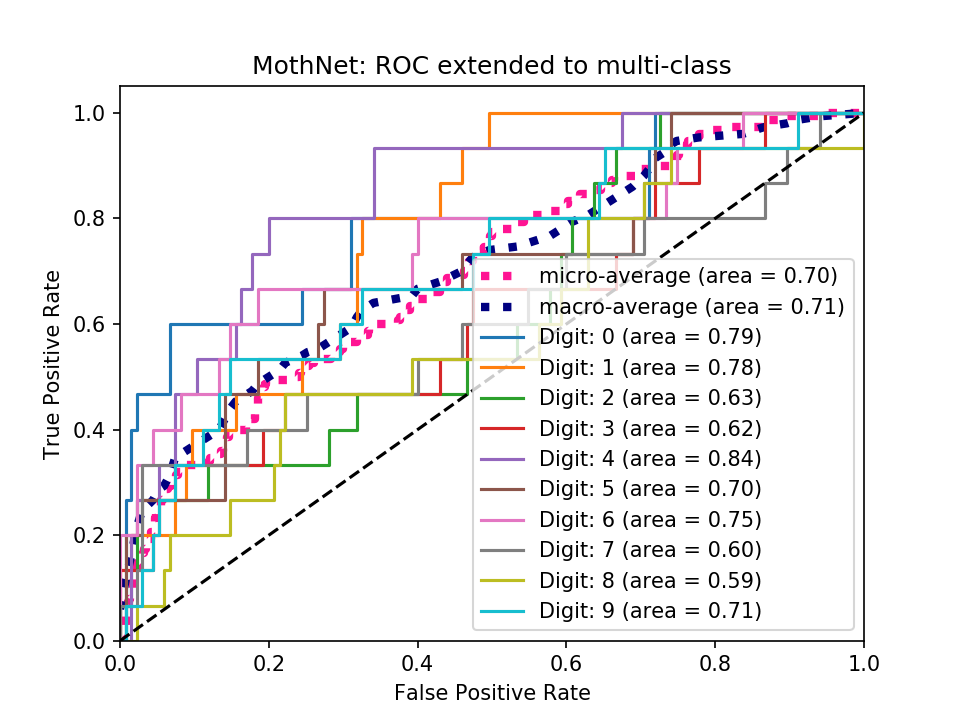 MothNet: ROC extended to multi-class
True Positive Rate
1.0
0.8
0.6
0.4
0.2
0.0
micro-average (area = 0.70)
macro-average (area = 0.71)
Digit: 0 (area = 0.79)
Digit: 1 (area = 0.78)
Digit: 2 (area = 0.63)
Digit: 3 (area = 0.62)
Digit: 4 (area = 0.84)
Digit: 5 (area = 0.70)
Digit: 6 (area = 0.75)
Digit: 7 (area = 0.60)
Digit: 8 (area = 0.59)
Digit: 9 (area = 0.71)
0.0 0.2 0.4 0.6 0.8 1.0
False Positive Rate